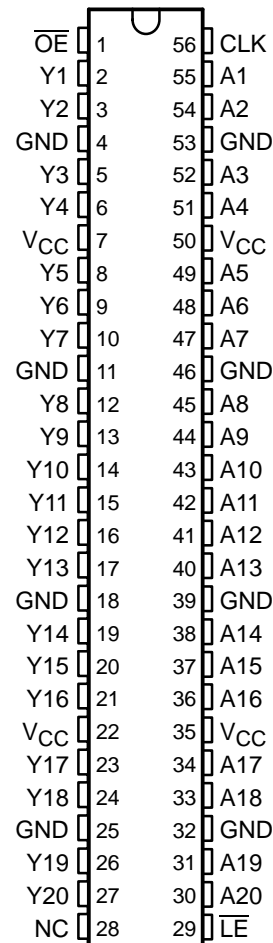 O̅E̅ 1 56 CLK
Y1 2 55 A1
Y2 3 54 A2
GND 4 53 GND
Y3 5 52 A3
Y4 6 51 A4
VCC 7 50 VCC
Y5 8 49 A5
Y6 9 48 A6
Y7 10 47 A7
GND 11 46 GND
Y8 12 45 A8
Y9 13 44 A9
Y10 14 43 A10
Y11 15 42 A11
Y12 16 41 A12
Y13 17 40 A13
GND 18 39 GND
Y14 19 38 A14
Y15 20 37 A15
Y16 21 36 A16
VCC 22 35 VCC
Y17 23 34 A17
Y18 24 33 A18
GND 25 32 GND
Y19 26 31 A19
Y20 27 30 A20
NC 28 29 L̅E̅